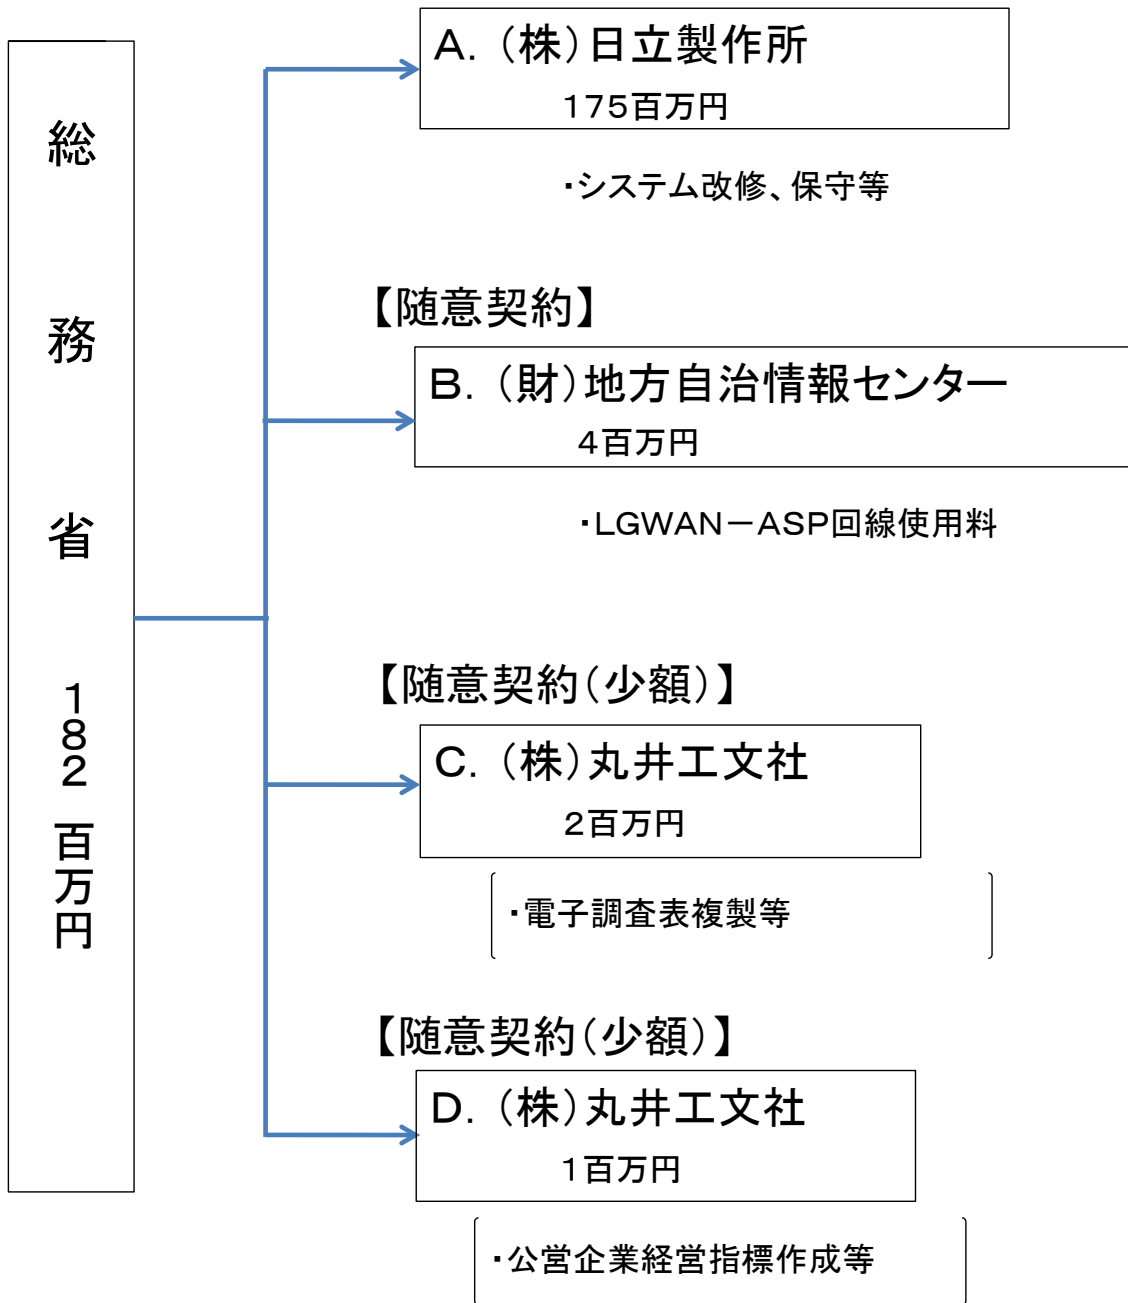 総務省 182 百万円
A．（株）日立製作所
175百万円
・システム改修、保守等
【随意契約】
B．（財）地方自治情報センター
4百万円
・LGWAN－ASP回線使用料
【随意契約（少額）】
C．（株）丸井工文社
2百万円
・電子調査表複製等
【随意契約（少額）】
D．（株）丸井工文社
1百万円
・公営企業経営指標作成等